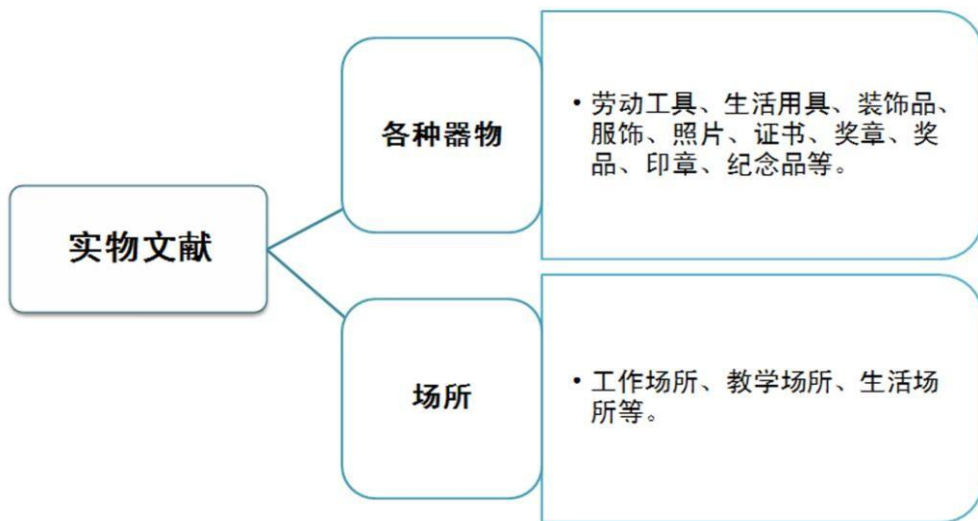 各种器物
• 劳动工具、生活用具、装饰品、
服饰、照片、证书、奖章、奖
品、印章、纪念品等。
实物文献
场所
• 工作场所、教学场所、生活场
所等。